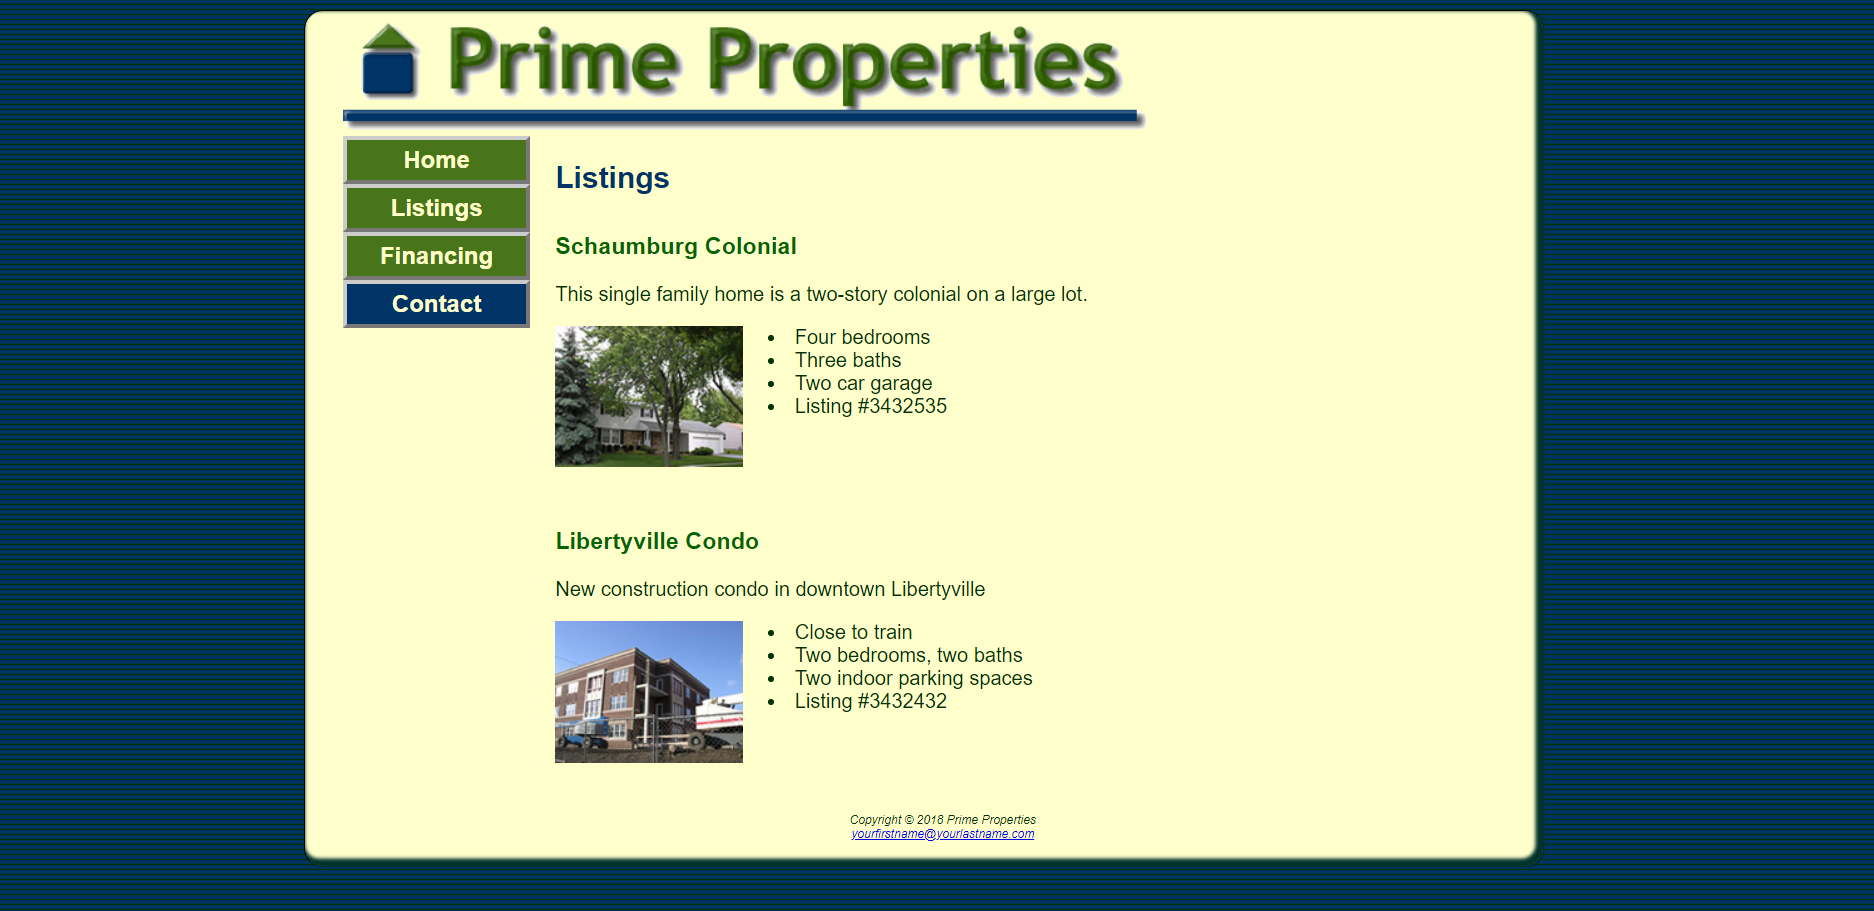 Prime Properties
Home
Listings
Financing
Contact
Listings
Schaumburg Colonial
This single family home is a two-story colonial on a large lot.
Four bedrooms
Three baths
Two car garage
Listing #3432535
Libertyville Condo
New construction condo in downtown Libertyville
Close to train
Two bedrooms, two baths
Two indoor parking spaces
Listing #3432432
Copyright © 2018 Prime Properties
yourfirstname@yourlastname.com